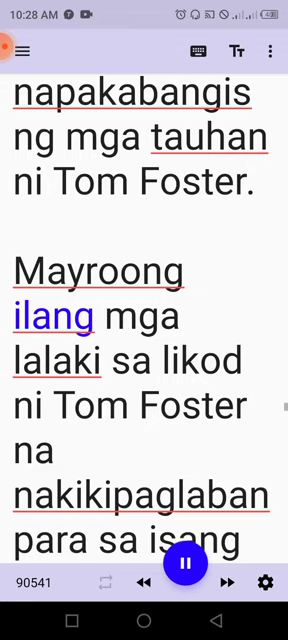 10:28 AM
napakabangis
ng mga tauhan
ni Tom Foster.
Mayroong
ilang mga
lalaki sa likod
ni Tom Foster
na
nakikipaglaban
para sa isang
90541